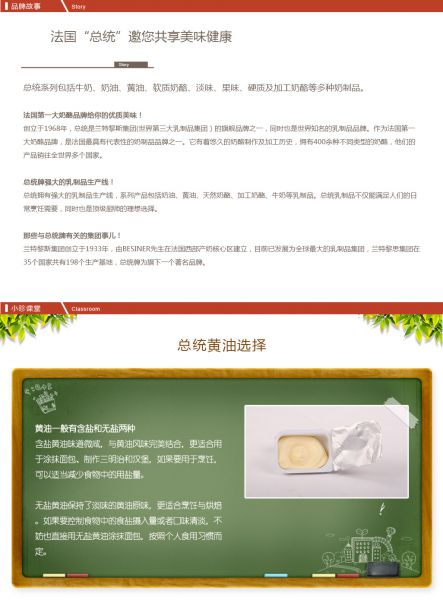 品牌故事 Story
法国“总统”邀您共享美味健康
Story
总统系列包括牛奶、奶油、黄油、软质奶酪、淡味、果味、硬质及加工奶酪等多种奶制品。
法国第一大奶酪品牌给你的优质美味！
创立于1968年，总统是兰特黎斯集团(世界第三大乳制品集团）的旗舰品牌之一，同时也是世界知名的乳制品品牌。作为法国第一
大奶酪品牌，是法国最具有代表性的奶制品品牌之一。它有着悠久的奶酪制作及加工历史，拥有400余种不同类型的奶酪，他们的
产品销往全世界多个国家。
总统牌强大的乳制品生产线！
总统拥有强大的乳制品生产线，系列产品包括奶油、黄油、天然奶酪、加工奶酪、牛奶等乳制品。总统乳制品不仅能满足人们的日
常烹饪需要，同时也是顶级厨师的理想选择。
那些与总统牌有关的集团事儿！
兰特黎斯集团创立于1933年，由BESINER先生在法国西部产奶核心区建立，目前已发展为全球最大的乳制品集团，兰特黎思集团在
35个国家共有198个生产基地，总统牌为旗下一个著名品牌。
小珍课堂 Classroom
总统黄油选择
黄油一般有含盐和无盐两种
含盐黄油味道微咸，与黄油风味完美结合，更适合用
于涂抹面包、制作三明治和汉堡。如果要用于烹饪，
可以适当减少食物中的用盐量。
无盐黄油保持了淡味的黄油原味，更适合烹饪与烘焙
。如果要控制食物中的食盐摄入量或者口味清淡，不
妨也直接用无盐黄油涂抹面包。按照个人食用习惯而
定。